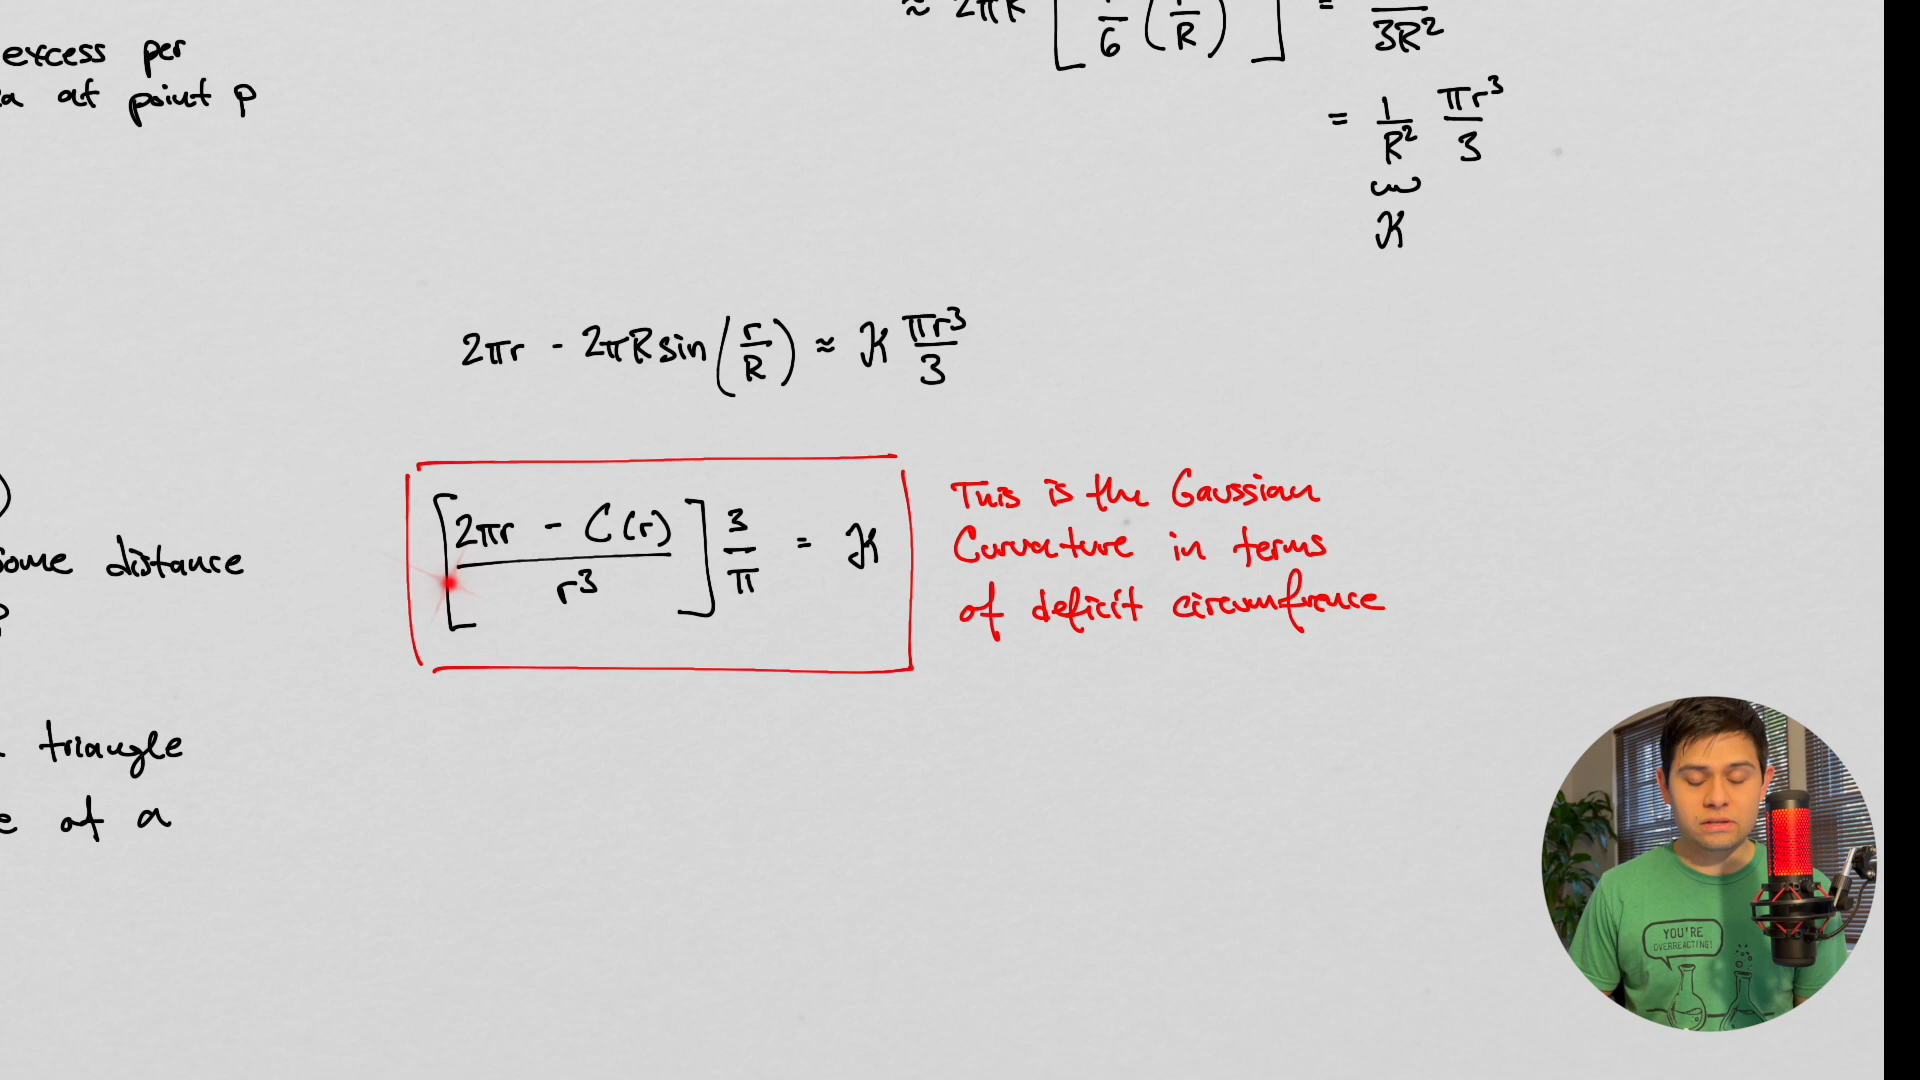 excess per
a at point p
≈ 2πR [ 1/6 (r/R) ] = /3R²
= 1/R² πr³/3
K
2πr - 2πR sin(r/R) ≈ K πr³/3
)
some distance
[ 2πr - C(r) / r³ ] 3/π = K
This is the Gaussian
Curvature in terms
of deficit circumfrence
triangle
e of a
YOU'RE
OVERREACTING!